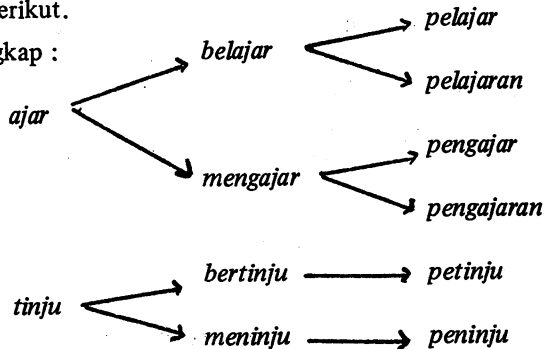 erikut.
gkap :
pelajar
belajar
pelajaran
ajar
pengajar
mengajar
pengajaran
bertinju petinju
tinju
meninju peninju